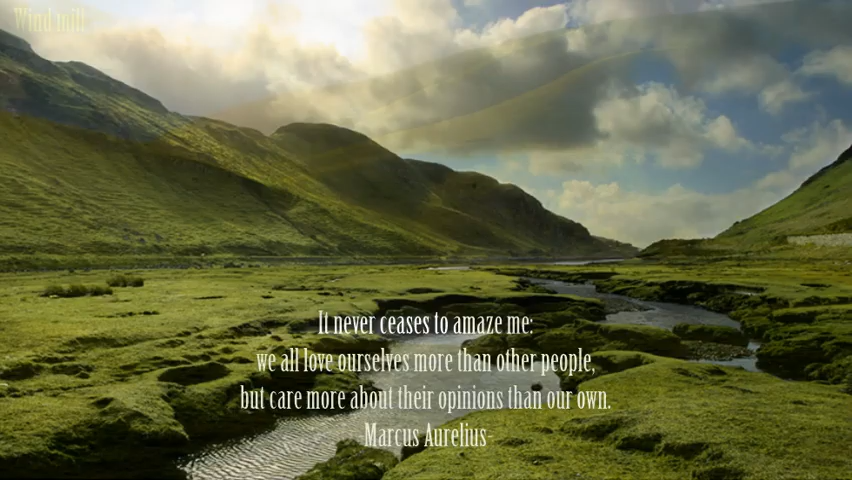 Wind mill
It never ceases to amaze me:
we all love ourselves more than other people,
but care more about their opinions than our own.
-Marcus Aurelius-